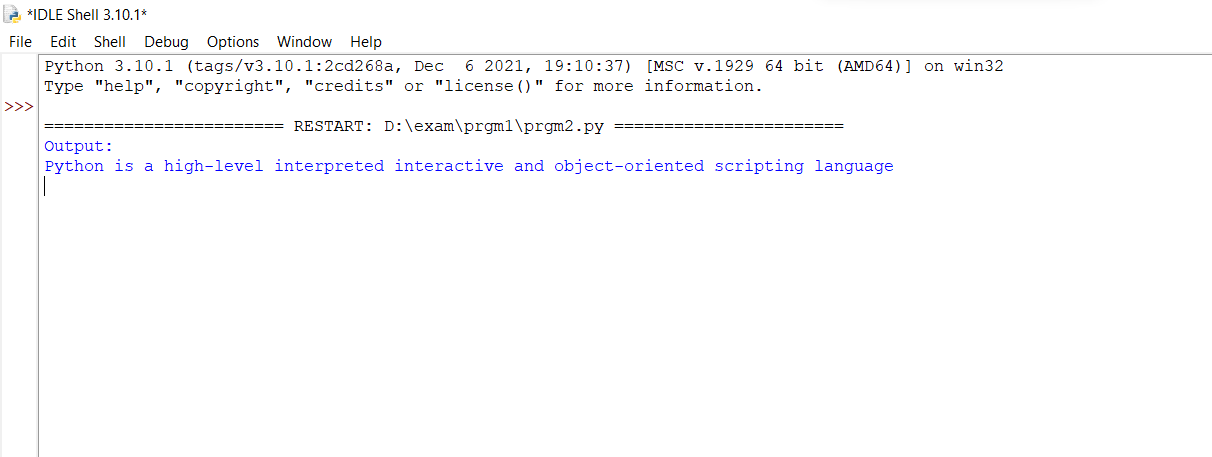 *IDLE Shell 3.10.1*
File Edit Shell Debug Options Window Help
Python 3.10.1 (tags/v3.10.1:2cd268a, Dec  6 2021, 19:10:37) [MSC v.1929 64 bit (AMD64)] on win32
Type "help", "copyright", "credits" or "license()" for more information.
>>>
======================== RESTART: D:\exam\prgm1\prgm2.py =======================
Output:
Python is a high-level interpreted interactive and object-oriented scripting language